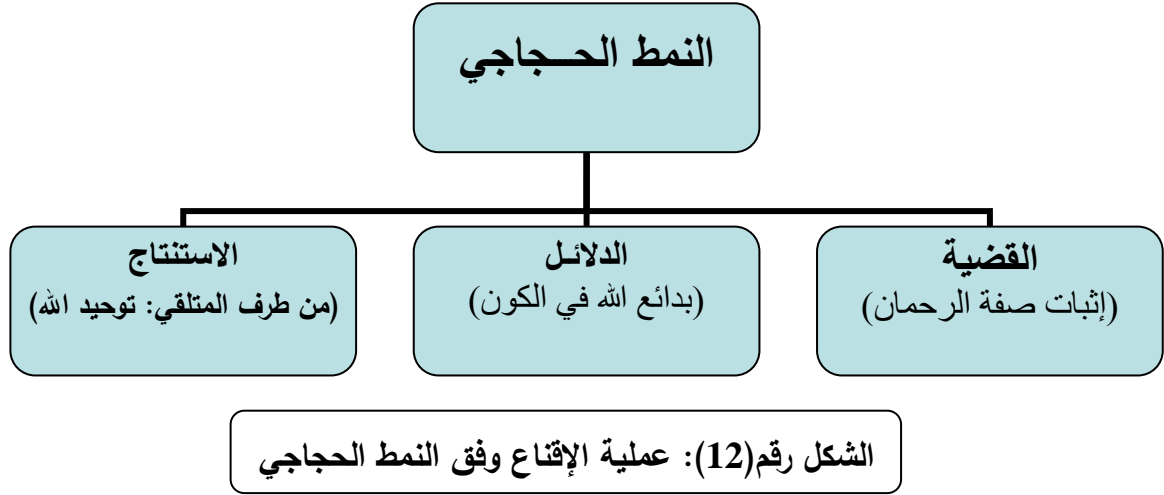 النمط الحـجاجي
القضية
(إثبات صفة الرحمان)
الدلائل
(بدائع الله في الكون)
الاستنتاج
(من طرف المتلقي: توحيد الله)
الشكل رقم(12): عملية الإقناع وفق النمط الحجاجي